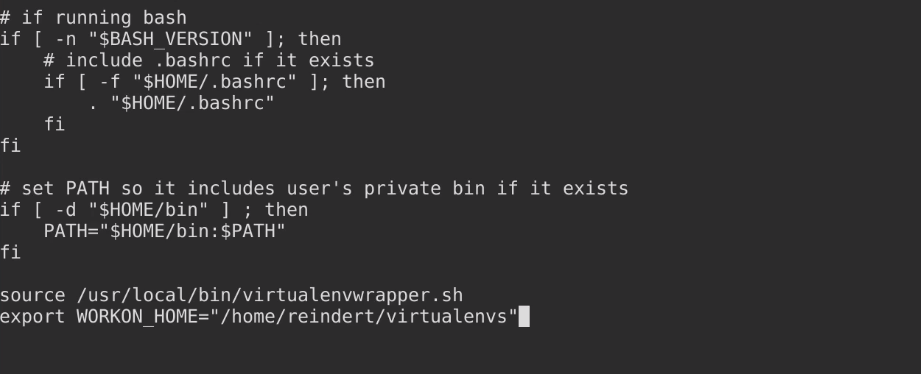 # if running bash
if [ -n "$BASH_VERSION" ]; then
    # include .bashrc if it exists
    if [ -f "$HOME/.bashrc" ]; then
        . "$HOME/.bashrc"
    fi
fi

# set PATH so it includes user's private bin if it exists
if [ -d "$HOME/bin" ] ; then
    PATH="$HOME/bin:$PATH"
fi

source /usr/local/bin/virtualenvwrapper.sh
export WORKON_HOME="/home/reindert/virtualenvs"